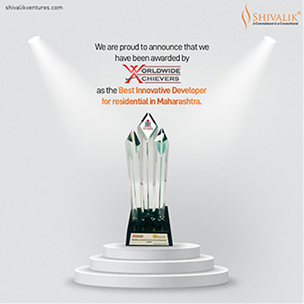 shivalikventures.com
SHIVALIK®
A Commitment is a Commitment
We are proud to announce that we
have been awarded by
WORLDWIDE
ACHIEVERS
as the Best Innovative Developer
for residential in Maharashtra.